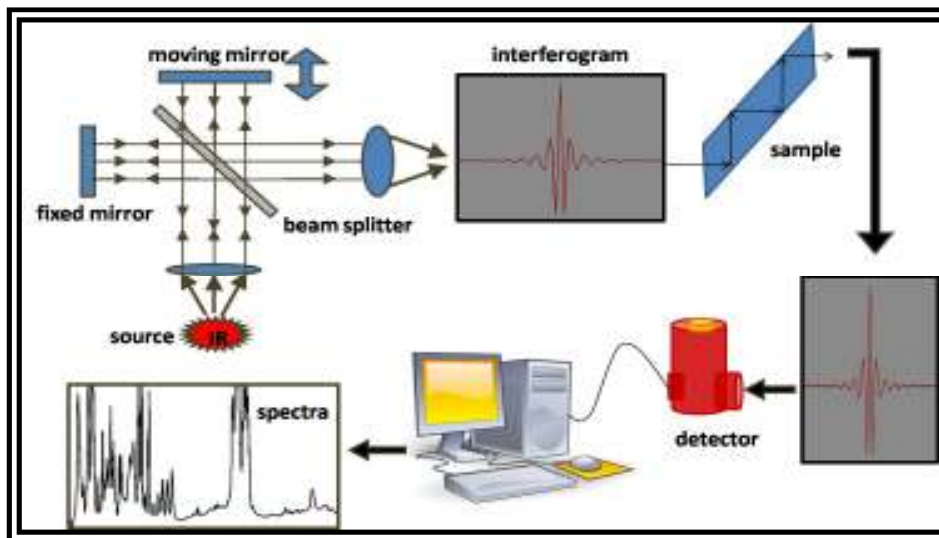 moving mirror
interferogram
sample
fixed mirror
beam splitter
source
IR
detector
spectra